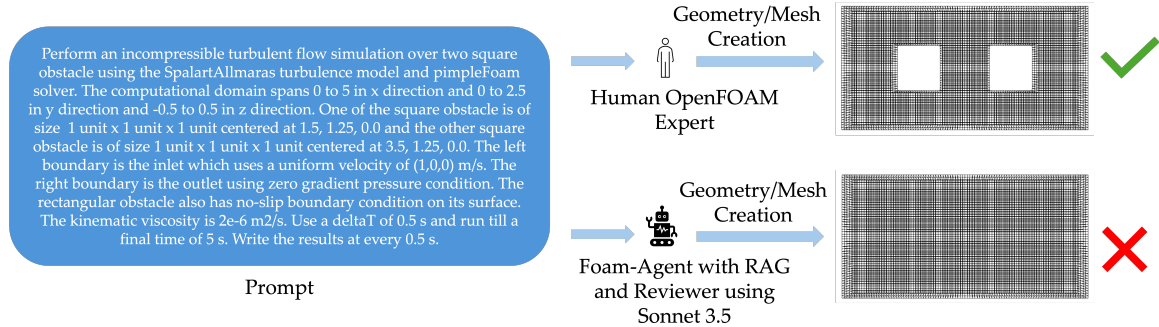 Perform an incompressible turbulent flow simulation over two square
obstacle using the SpalartAllmaras turbulence model and pimpleFoam
solver. The computational domain spans 0 to 5 in x direction and 0 to 2.5
in y direction and -0.5 to 0.5 in z direction. One of the square obstacle is of
size 1 unit x 1 unit x 1 unit centered at 1.5, 1.25, 0.0 and the other square
obstacle is of size 1 unit x 1 unit x 1 unit centered at 3.5, 1.25, 0.0. The left
boundary is the inlet which uses a uniform velocity of (1,0,0) m/s. The
right boundary is the outlet using zero gradient pressure condition. The
rectangular obstacle also has no-slip boundary condition on its surface.
The kinematic viscosity is 2e-6 m2/s. Use a deltaT of 0.5 s and run till a
final time of 5 s. Write the results at every 0.5 s.
Prompt
Human OpenFOAM
Expert
Geometry/Mesh
Creation
Foam-Agent with RAG
and Reviewer using
Sonnet 3.5
Geometry/Mesh
Creation